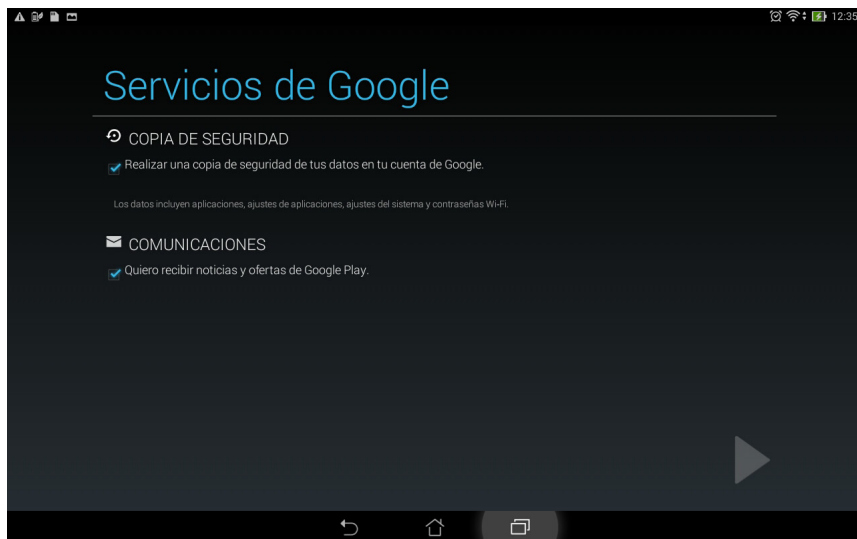 12:35
Servicios de Google
COPIA DE SEGURIDAD
Realizar una copia de seguridad de tus datos en tu cuenta de Google.
Los datos incluyen aplicaciones, ajustes de aplicaciones, ajustes del sistema y contraseñas Wi-Fi.
COMUNICACIONES
Quiero recibir noticias y ofertas de Google Play.